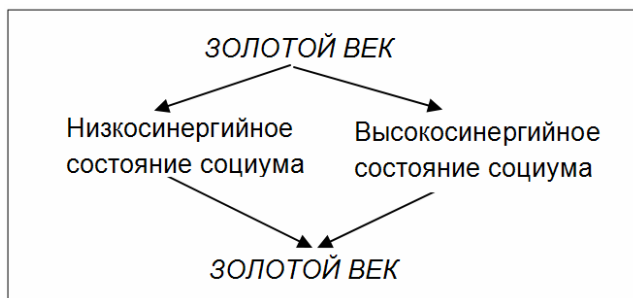 ЗОЛОТОЙ ВЕК
Низкосинергийное
состояние социума
Высокосинергийное
состояние социума
ЗОЛОТОЙ ВЕК